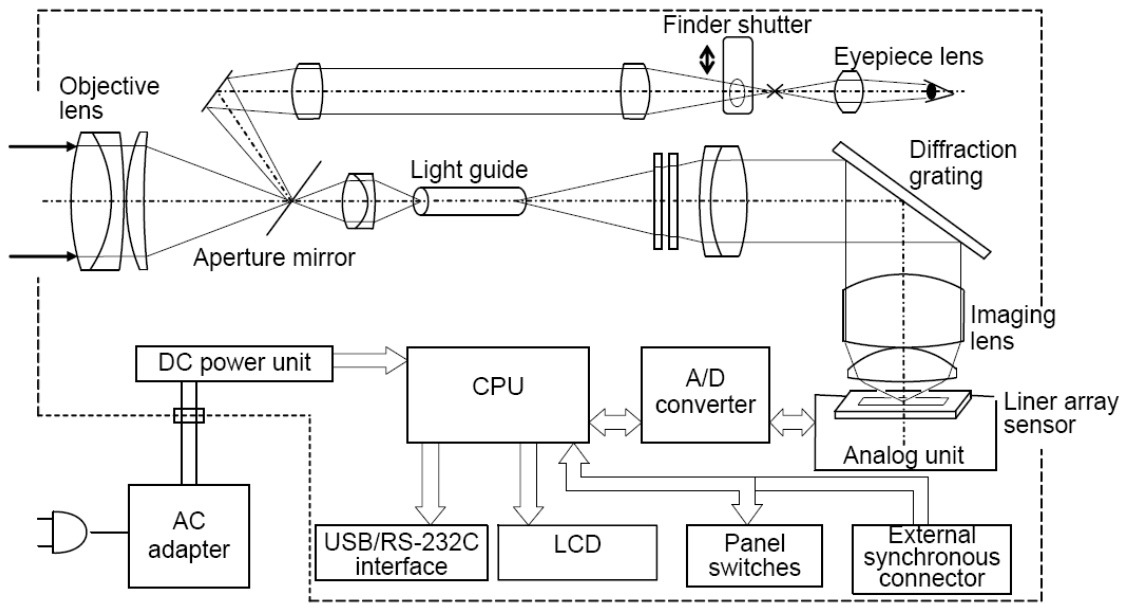 Finder shutter
Eyepiece lens
Objective
lens
Light guide
Diffraction
grating
Aperture mirror
Imaging
lens
DC power unit
CPU
A/D
converter
Liner array
sensor
Analog unit
AC
adapter
USB/RS-232C
interface
LCD
Panel
switches
External
synchronous
connector